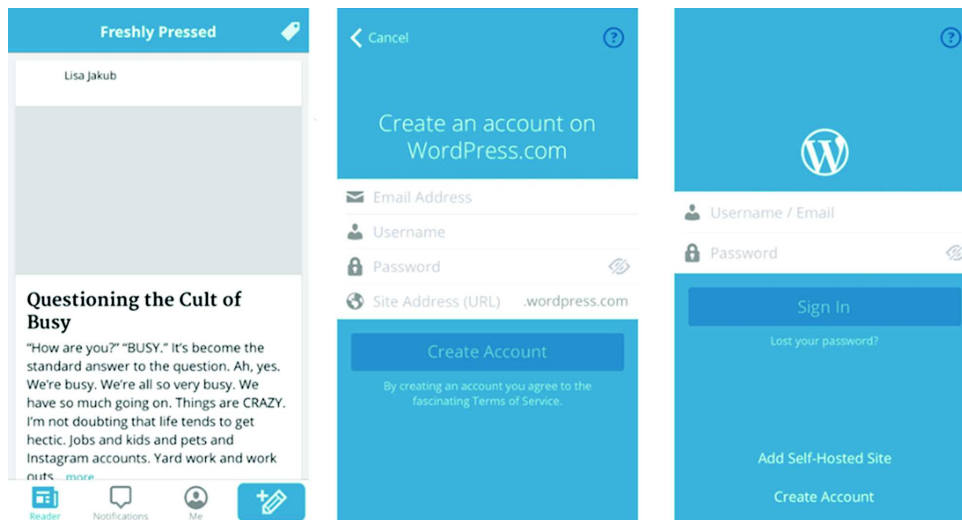 Freshly Pressed
Lisa Jakub
Questioning the Cult of
Busy
“How are you?” “BUSY.” It’s become the
standard answer to the question. Ah, yes.
We’re busy. We’re all so very busy. We
have so much going on. Things are CRAZY.
I’m not doubting that life tends to get
hectic. Jobs and kids and pets and
Instagram accounts. Yard work and work
outs... more
Reader
Notifications
Me
Cancel
?
Create an account on
WordPress.com
Email Address
Username
Password
Site Address (URL) .wordpress.com
Create Account
By creating an account you agree to the
fascinating Terms of Service.
?
W
Username / Email
Password
Sign In
Lost your password?
Add Self-Hosted Site
Create Account